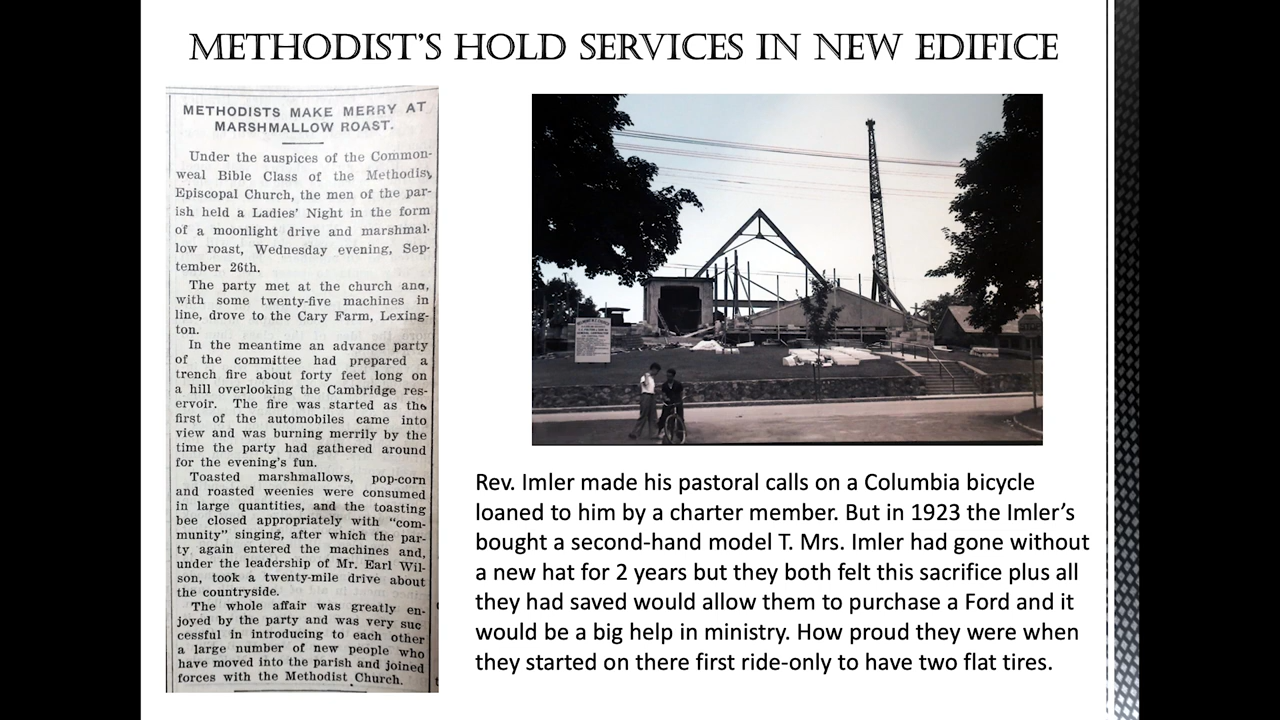 METHODIST'S HOLD SERVICES IN NEW EDIFICE
METHODISTS MAKE MERRY AT
MARSHMALLOW ROAST.
Under the auspices of the Common-
weal Bible Class of the Methodis
Episcopal Church, the men of the par-
ish held a Ladies' Night in the form
of a moonlight drive and marshmal-
low roast, Wednesday evening, Sep-
tember 26th.
The party met at the church and,
with some twenty-five machines in
line, drove to the Cary Farm, Lexing-
ton.
In the meantime an advance party
of the committee had prepared a
trench fire about forty feet long on
a hill overlooking the Cambridge res-
ervoir. The fire was started as the
first of the automobiles came into
view and was burning merrily by the
time the party had gathered around
for the evening's fun.
Toasted marshmallows, pop-corn
and roasted weenies were consumed
in large quantities, and the toasting
bee closed appropriately with "com-
munity" singing, after which the par-
ty again entered the machines and,
under the leadership of Mr. Earl Wil-
son, took a twenty-mile drive about
the countryside.
The whole affair was greatly en-
joyed by the party and was very suc
cessful in introducing to each other
a large number of new people who
have moved into the parish and joined
forces with the Methodist Church.
Rev. Imler made his pastoral calls on a Columbia bicycle
loaned to him by a charter member. But in 1923 the Imler's
bought a second-hand model T. Mrs. Imler had gone without
a new hat for 2 years but they both felt this sacrifice plus all
they had saved would allow them to purchase a Ford and it
would be a big help in ministry. How proud they were when
they started on there first ride-only to have two flat tires.